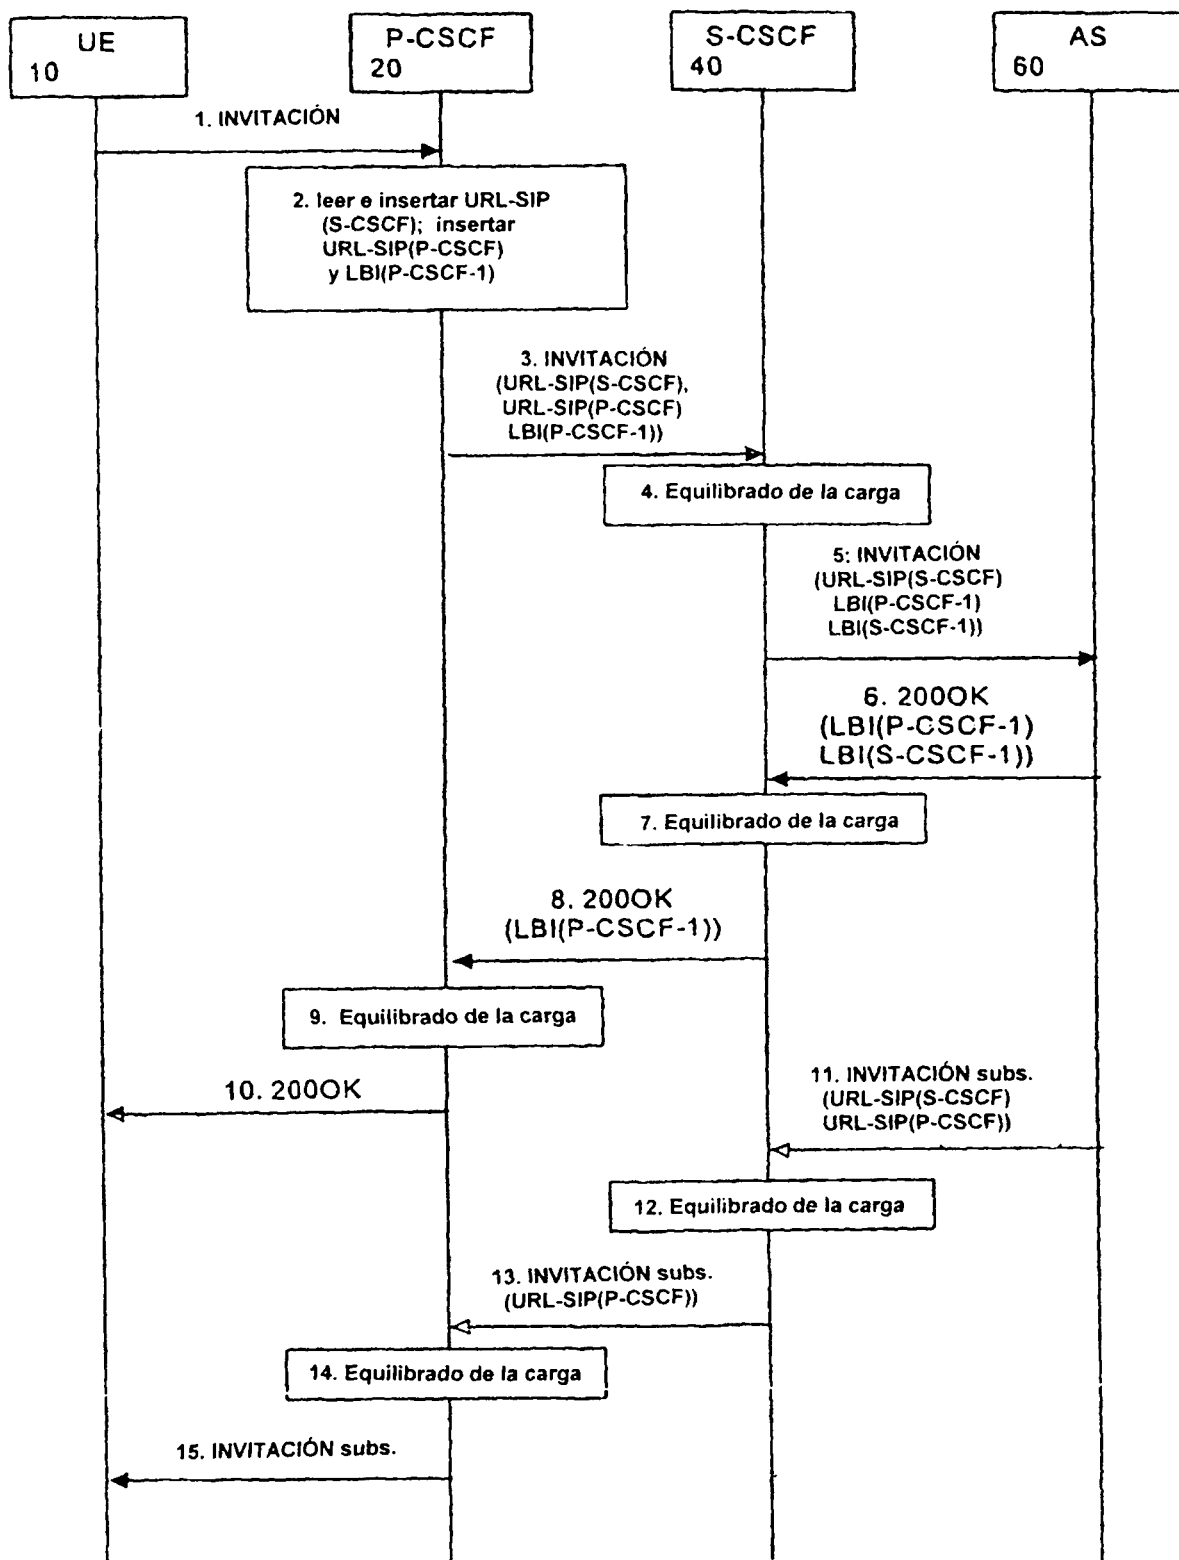 UE
10
P-CSCF
20
S-CSCF
40
AS
60
1. INVITACIÓN
2. leer e insertar URL-SIP
(S-CSCF); insertar
URL-SIP(P-CSCF)
y LBI(P-CSCF-1)
3. INVITACIÓN
(URL-SIP(S-CSCF),
URL-SIP(P-CSCF)
LBI(P-CSCF-1))
4. Equilibrado de la carga
5: INVITACIÓN
(URL-SIP(S-CSCF)
LBI(P-CSCF-1)
LBI(S-CSCF-1))
6. 200OK
(LBI(P-CSCF-1)
LBI(S-CSCF-1))
7. Equilibrado de la carga
8. 200OK
(LBI(P-CSCF-1))
9. Equilibrado de la carga
10. 200OK
11. INVITACIÓN subs.
(URL-SIP(S-CSCF)
URL-SIP(P-CSCF))
12. Equilibrado de la carga
13. INVITACIÓN subs.
(URL-SIP(P-CSCF))
14. Equilibrado de la carga
15. INVITACIÓN subs.